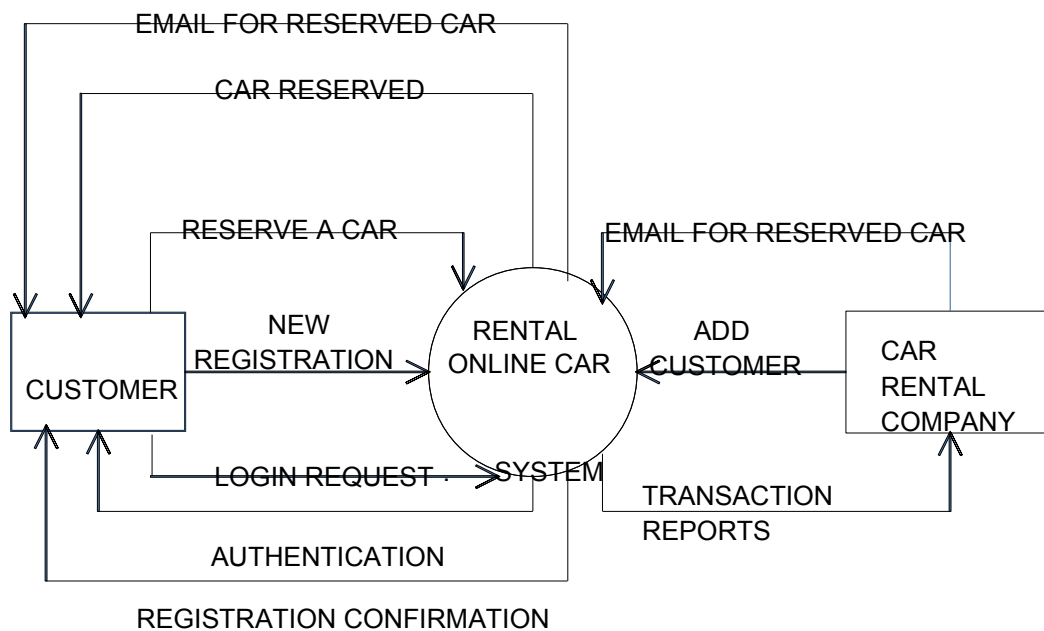 EMAIL FOR RESERVED CAR
CAR RESERVED
RESERVE A CAR
EMAIL FOR RESERVED CAR
NEW
REGISTRATION
RENTAL
ONLINE CAR
SYSTEM
ADD
CUSTOMER
CAR
RENTAL
COMPANY
CUSTOMER
LOGIN REQUEST .
TRANSACTION
REPORTS
AUTHENTICATION
REGISTRATION CONFIRMATION